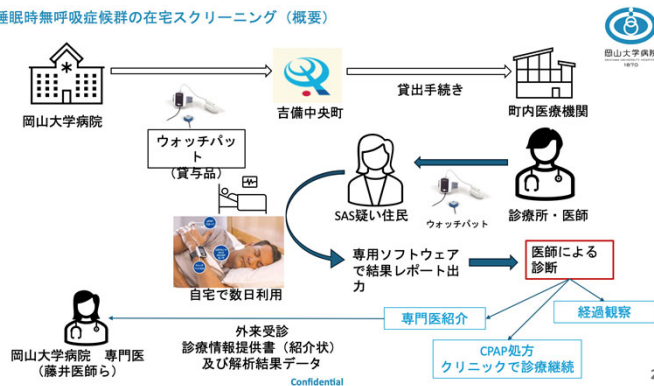 睡眠時無呼吸症候群の在宅スクリーニング（概要）
岡山大学病院
1870
岡山大学病院
吉備中央町
貸出手続き
町内医療機関
ウォッチパッ
ト
（貸与品）
SAS疑い住民
ウォッチパット
診療所・医師
自宅で数日利用
専用ソフトウェア
で結果レポート出
力
医師による
診断
専門医紹介
経過観察
CPAP処方
クリニックで診療継続
外来受診
診療情報提供書（紹介状）
及び解析結果データ
岡山大学病院　専門医
（藤井医師ら）
Confidential
2